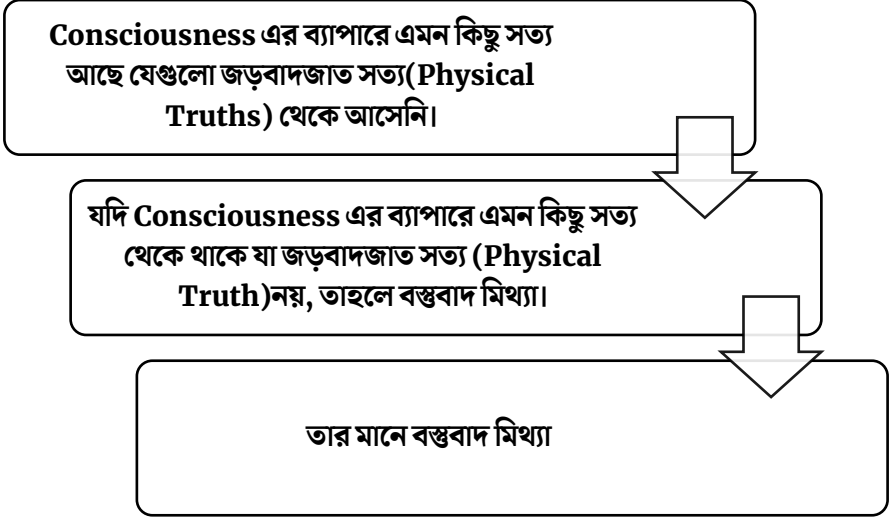 Consciousness এর ব্যাপারে এমন কিছু সত্য
আছে যেগুলো জড়বাদজাত সত্য(Physical
Truths) থেকে আসেনি।
যদি Consciousness এর ব্যাপারে এমন কিছু সত্য
থেকে থাকে যা জড়বাদজাত সত্য (Physical
Truth)নয়, তাহলে বস্তুবাদ মিথ্যা।
তার মানে বস্তুবাদ মিথ্যা